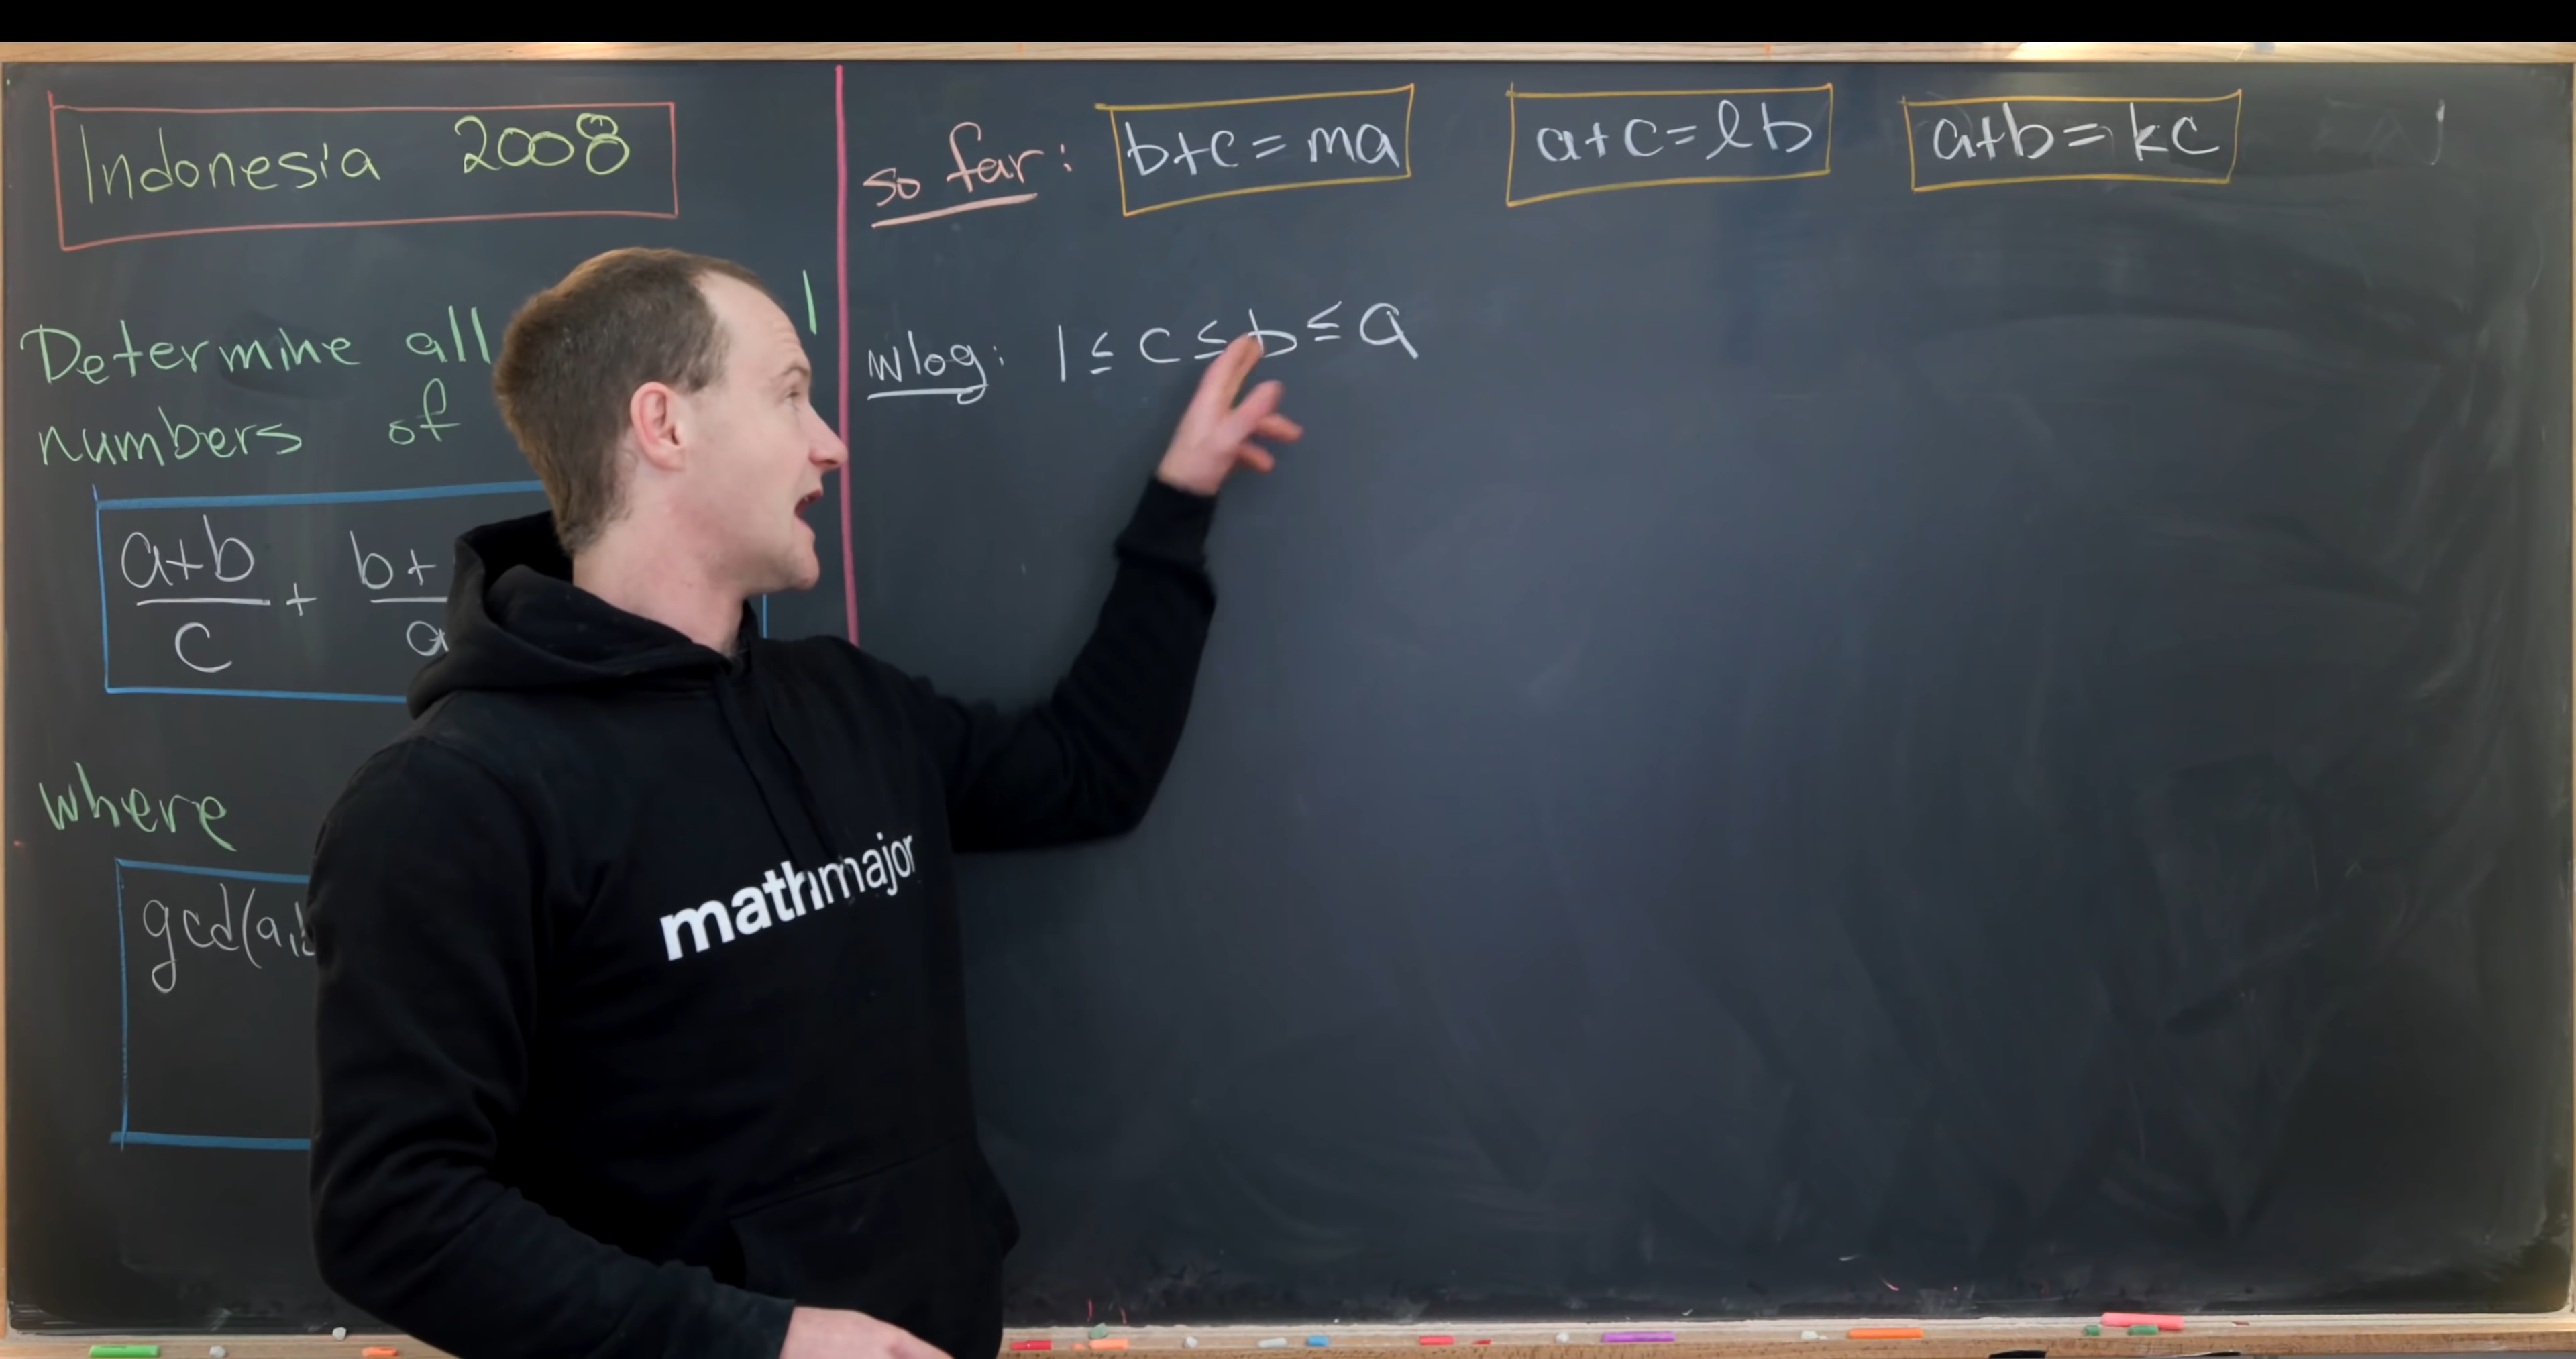 Indonesia 2008
Determine all
numbers of
a+b/c + b+/a
where
gcd(a,b
so far: b+c = ma a+c = lb a+b = kc
wlog: 1 ≤ c ≤ b ≤ a
mathmajor